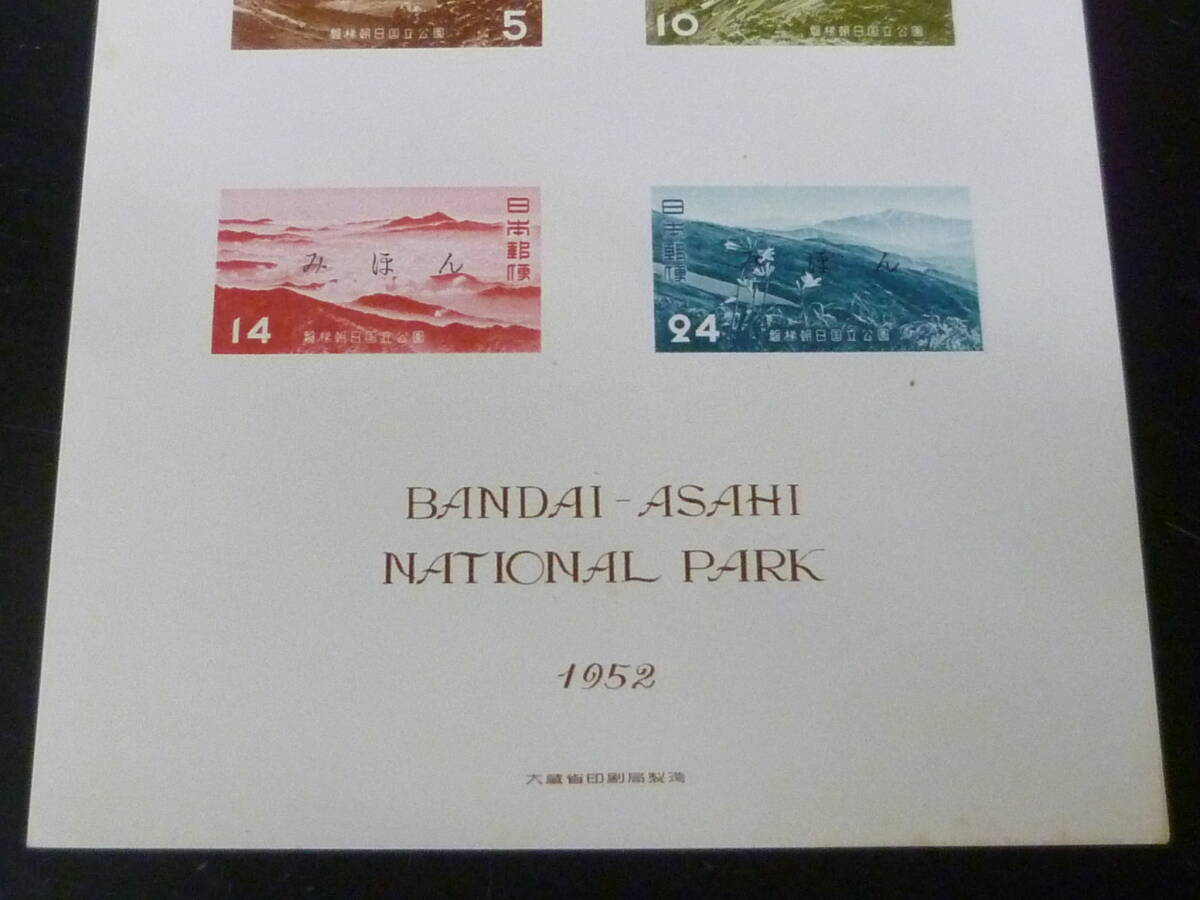 磐梯朝日国立公園 5
10 磐梯朝日国立公園
日本郵便
みほん
14 磐梯朝日国立公園
日本郵便
みほん
24 磐梯朝日国立公園
BANDAI-ASAHI
NATIONAL PARK
1952
大蔵省印刷局製造